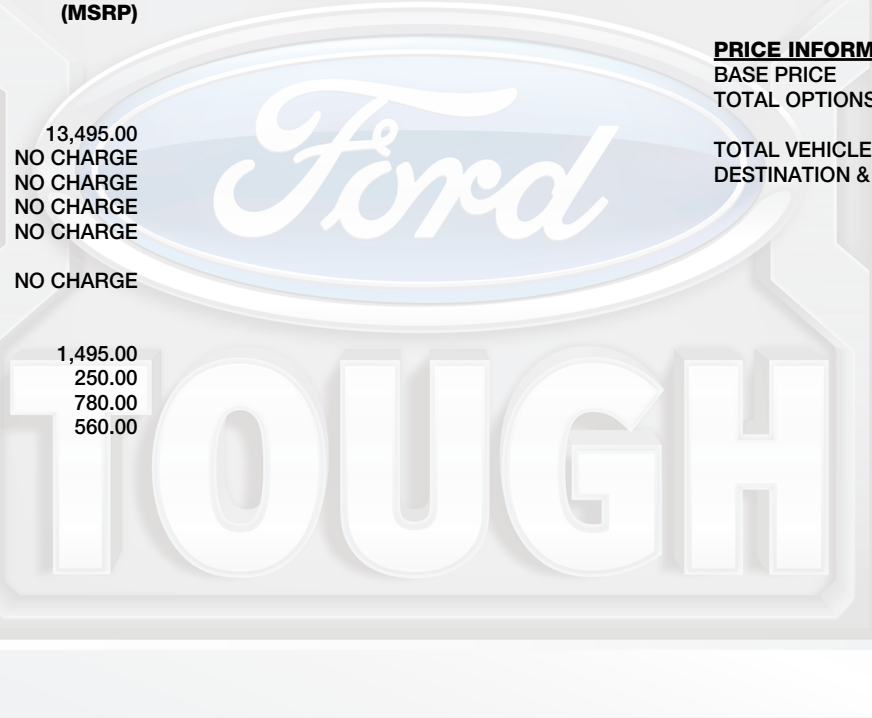 (MSRP)
13,495.00
NO CHARGE
NO CHARGE
NO CHARGE
NO CHARGE
NO CHARGE
1,495.00
250.00
780.00
560.00
PRICE INFORM
BASE PRICE
TOTAL OPTIONS
TOTAL VEHICLE
DESTINATION &
Ford
TOUGH